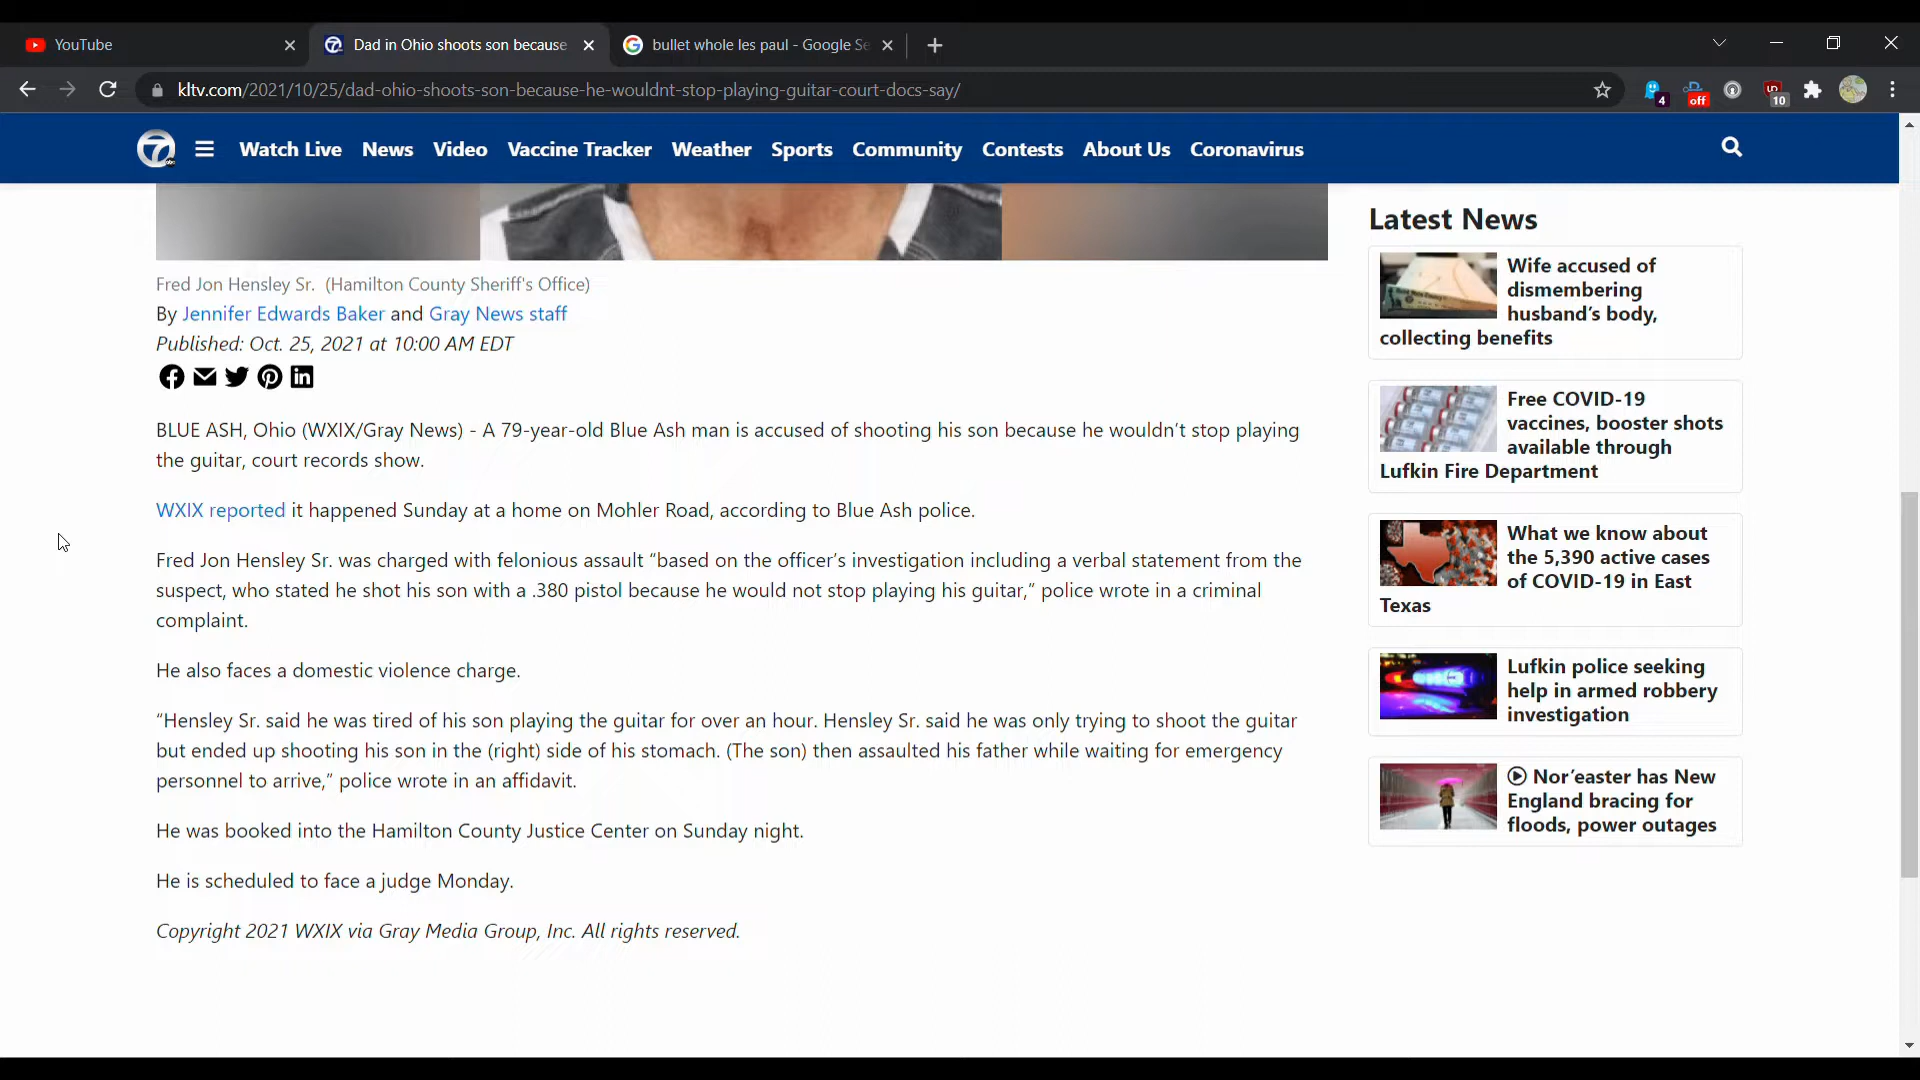 YouTube
Dad in Ohio shoots son because
bullet whole les paul - Google Se
kltv.com/2021/10/25/dad-ohio-shoots-son-because-he-wouldnt-stop-playing-guitar-court-docs-say/
4
off
10
7
Watch Live News Video Vaccine Tracker Weather Sports Community Contests About Us Coronavirus
Fred Jon Hensley Sr. (Hamilton County Sheriff's Office)
By Jennifer Edwards Baker and Gray News staff
Published: Oct. 25, 2021 at 10:00 AM EDT
BLUE ASH, Ohio (WXIX/Gray News) - A 79-year-old Blue Ash man is accused of shooting his son because he wouldn’t stop playing
the guitar, court records show.
WXIX reported it happened Sunday at a home on Mohler Road, according to Blue Ash police.
Fred Jon Hensley Sr. was charged with felonious assault “based on the officer’s investigation including a verbal statement from the
suspect, who stated he shot his son with a .380 pistol because he would not stop playing his guitar,” police wrote in a criminal
complaint.
He also faces a domestic violence charge.
“Hensley Sr. said he was tired of his son playing the guitar for over an hour. Hensley Sr. said he was only trying to shoot the guitar
but ended up shooting his son in the (right) side of his stomach. (The son) then assaulted his father while waiting for emergency
personnel to arrive,” police wrote in an affidavit.
He was booked into the Hamilton County Justice Center on Sunday night.
He is scheduled to face a judge Monday.
Copyright 2021 WXIX via Gray Media Group, Inc. All rights reserved.
Latest News
Wife accused of
dismembering
husband’s body,
collecting benefits
Free COVID-19
vaccines, booster shots
available through
Lufkin Fire Department
What we know about
the 5,390 active cases
of COVID-19 in East
Texas
Lufkin police seeking
help in armed robbery
investigation
Nor’easter has New
England bracing for
floods, power outages